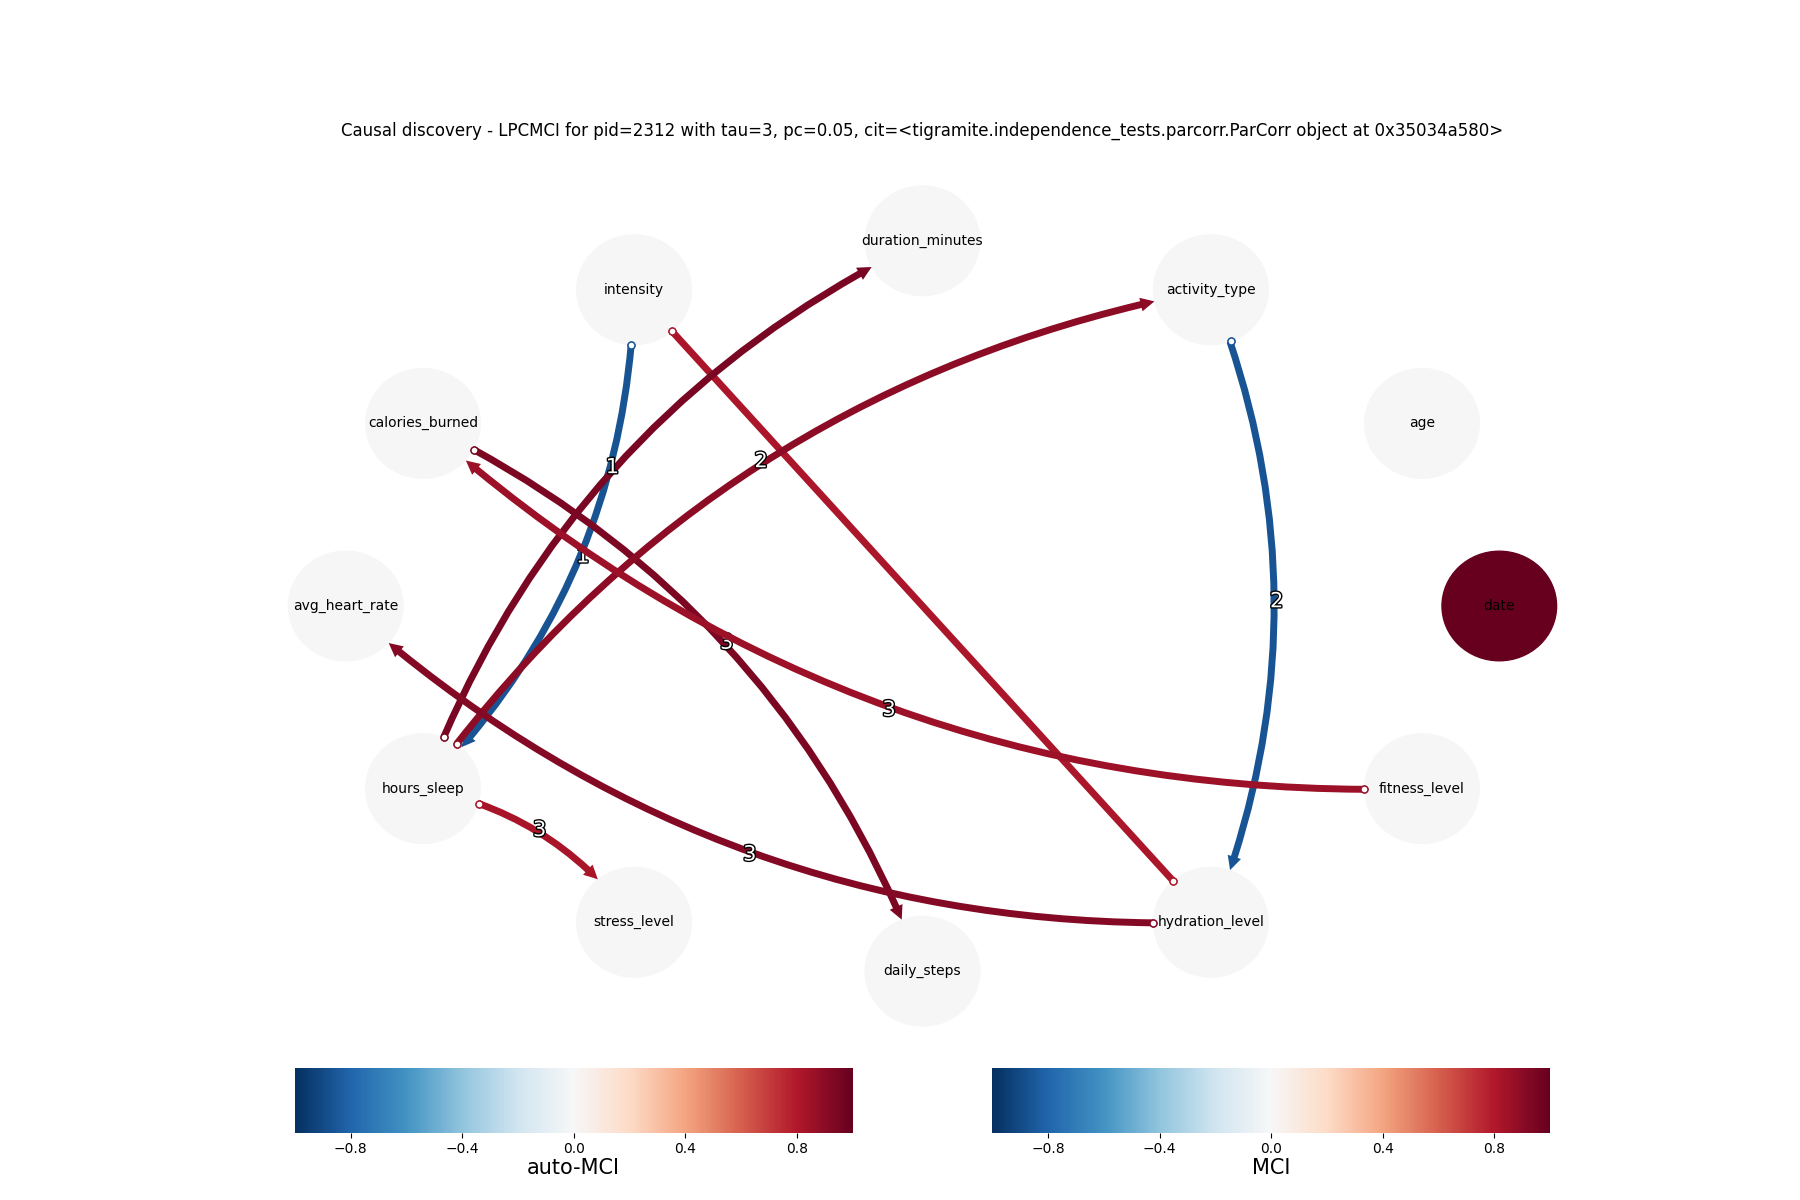 Causal discovery - LPCMCI for pid=2312 with tau=3, pc=0.05, cit=<tigramite.independence_tests.parcorr.ParCorr object at 0x35034a580>
duration_minutes
intensity
activity_type
calories_burned
age
1
2
1
avg_heart_rate
2
date
3
3
hours_sleep
fitness_level
3
3
stress_level
hydration_level
daily_steps
−0.8 −0.4 0.0 0.4 0.8
auto-MCI
−0.8 −0.4 0.0 0.4 0.8
MCI